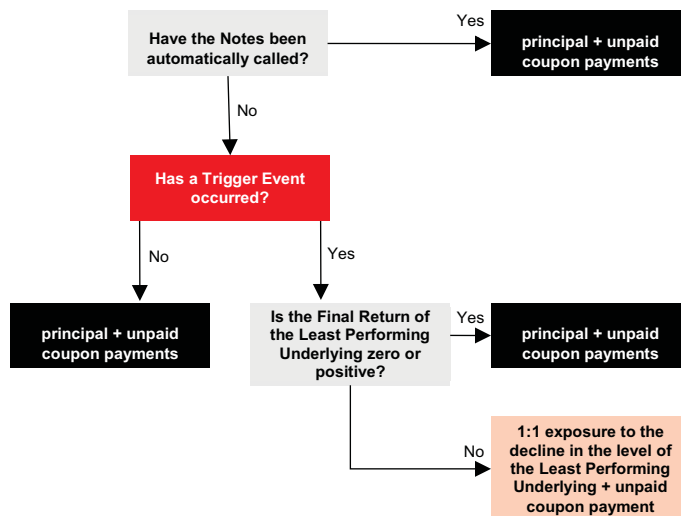 Have the Notes been
automatically called?
Yes
principal + unpaid
coupon payments
No
Has a Trigger Event
occurred?
No
Yes
principal + unpaid
coupon payments
Is the Final Return of
the Least Performing
Underlying zero or
positive?
Yes
principal + unpaid
coupon payments
No
1:1 exposure to the
decline in the level of
the Least Performing
Underlying + unpaid
coupon payment